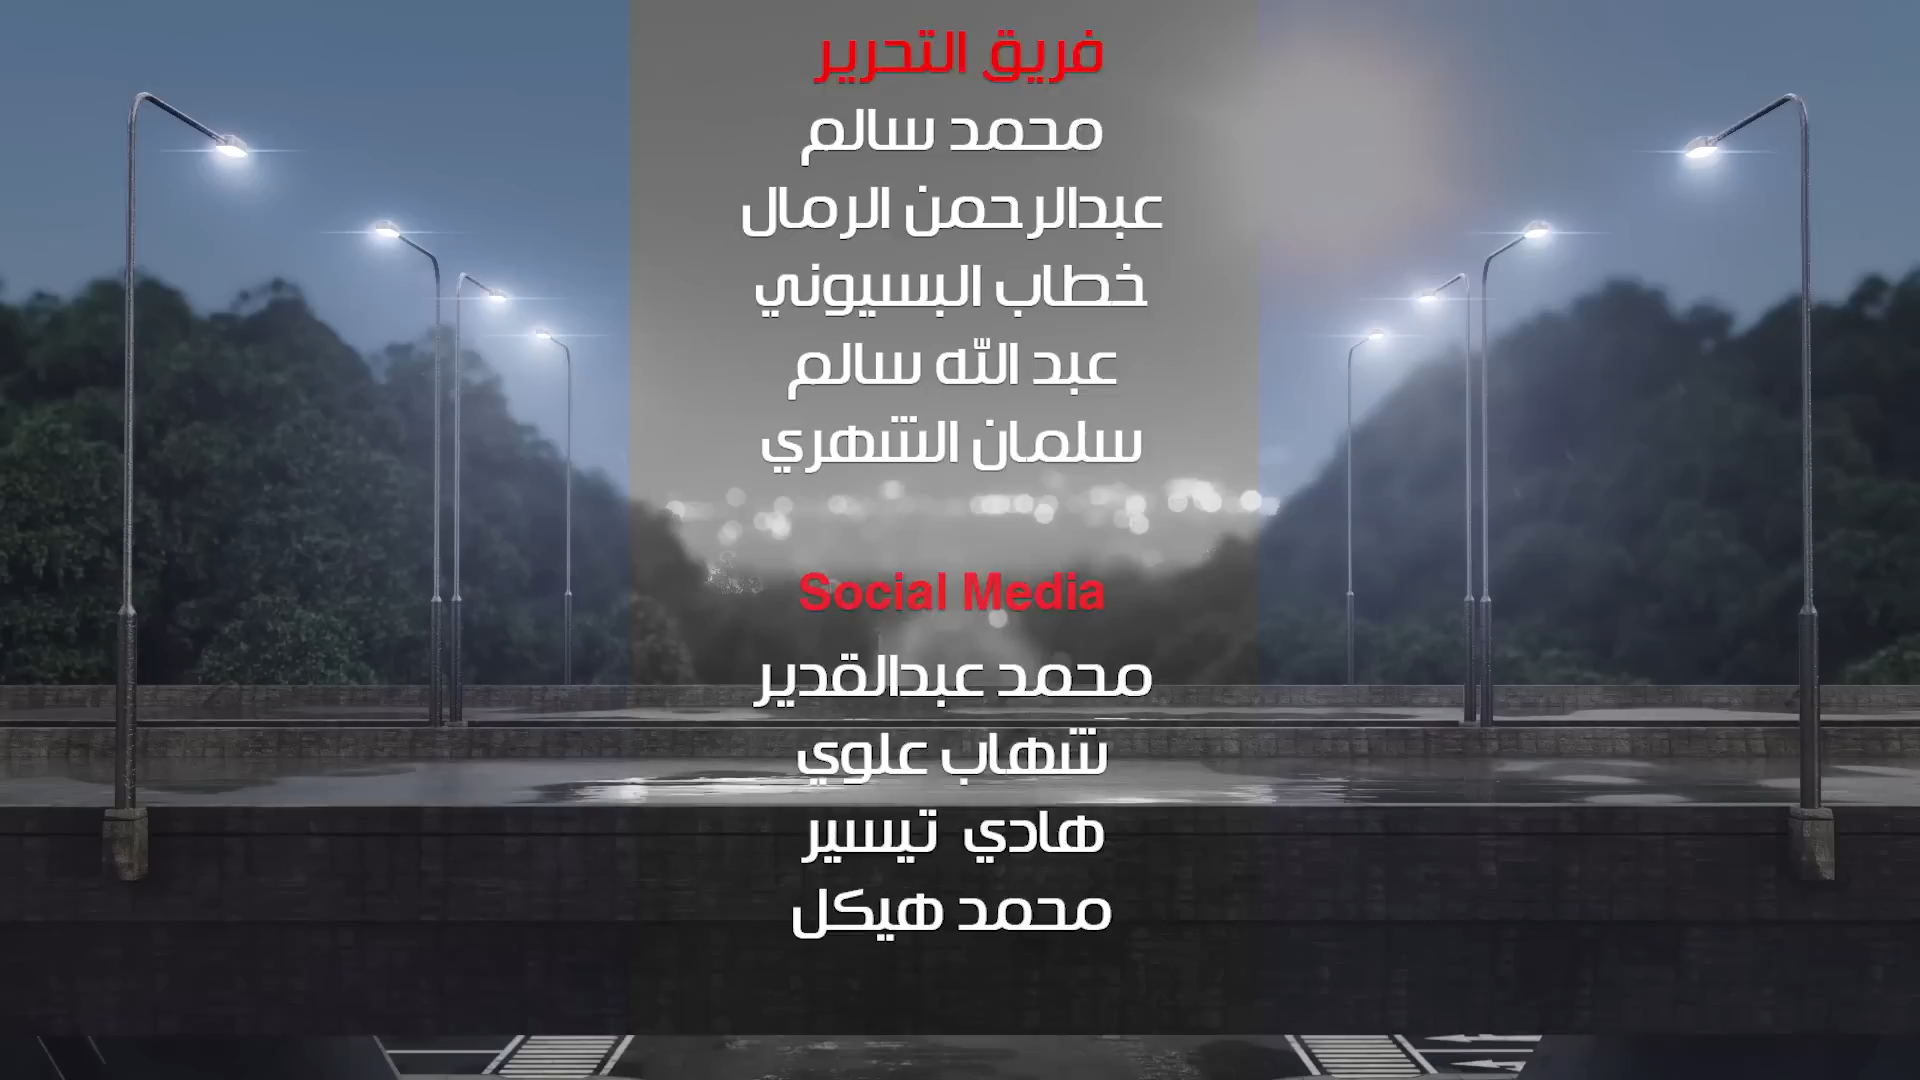 فريق التحرير
محمد سالم
عبدالرحمن الرمال
خطاب البسيوني
عبد الله سالم
سلمان الشهري
Social Media
محمد عبدالقدير
شهاب علوي
هادي تيسير
محمد هيكل